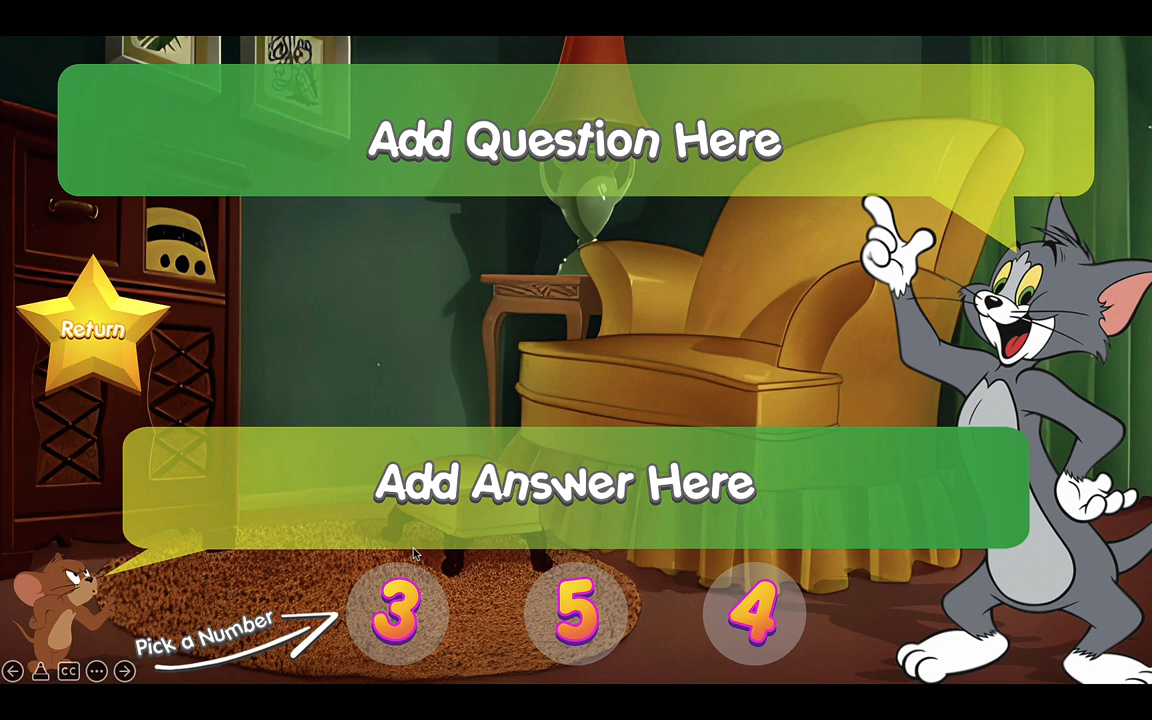 Add Question Here
Return
Add Answer Here
Pick a Number
3 5 4
CC